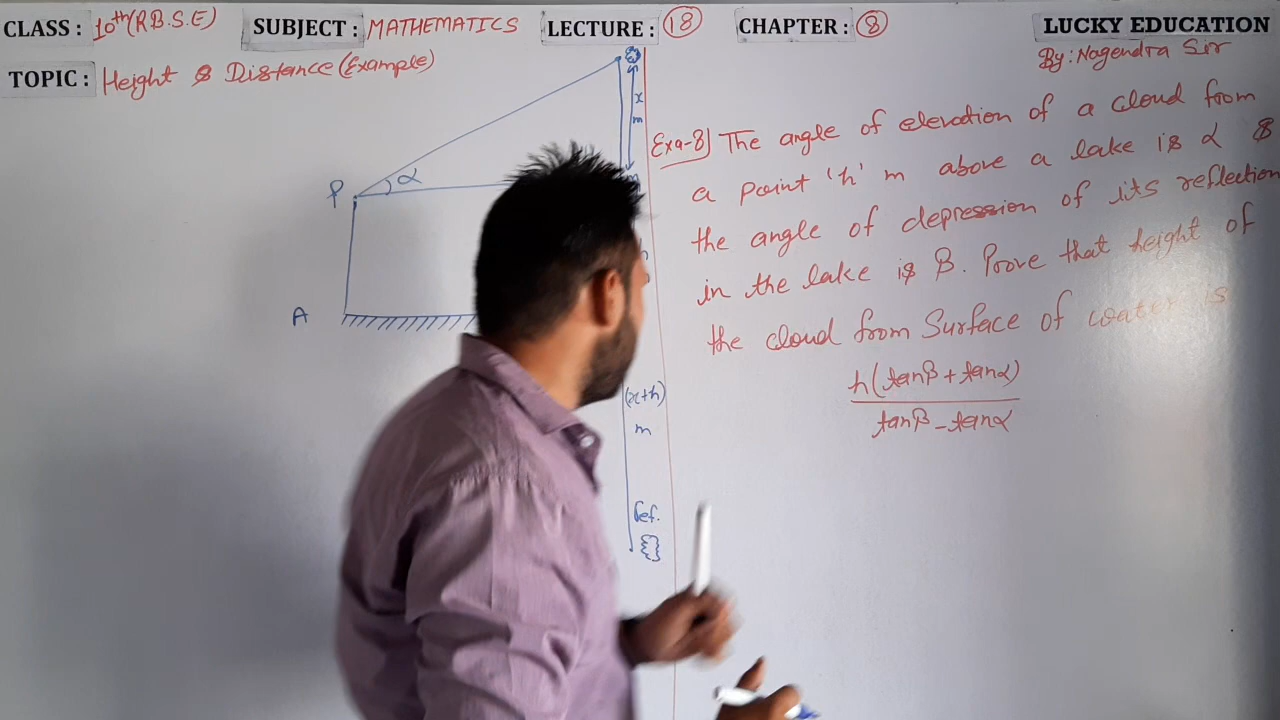 CLASS : 10th (R.B.S.E) SUBJECT : MATHEMATICS LECTURE : 18 CHAPTER : 8 LUCKY EDUCATION
By: Nagendra Sir
TOPIC : Height & Distance (Example)
x
m
P α
A
(x+h)
m
ref.
Exa-8] The angle of elevation of a cloud from
a point 'h' m above a lake is α &
the angle of depression of its reflection
in the lake is β. Prove that height of
the cloud from Surface of water is
h(tanβ + tanα)
tanβ - tanα